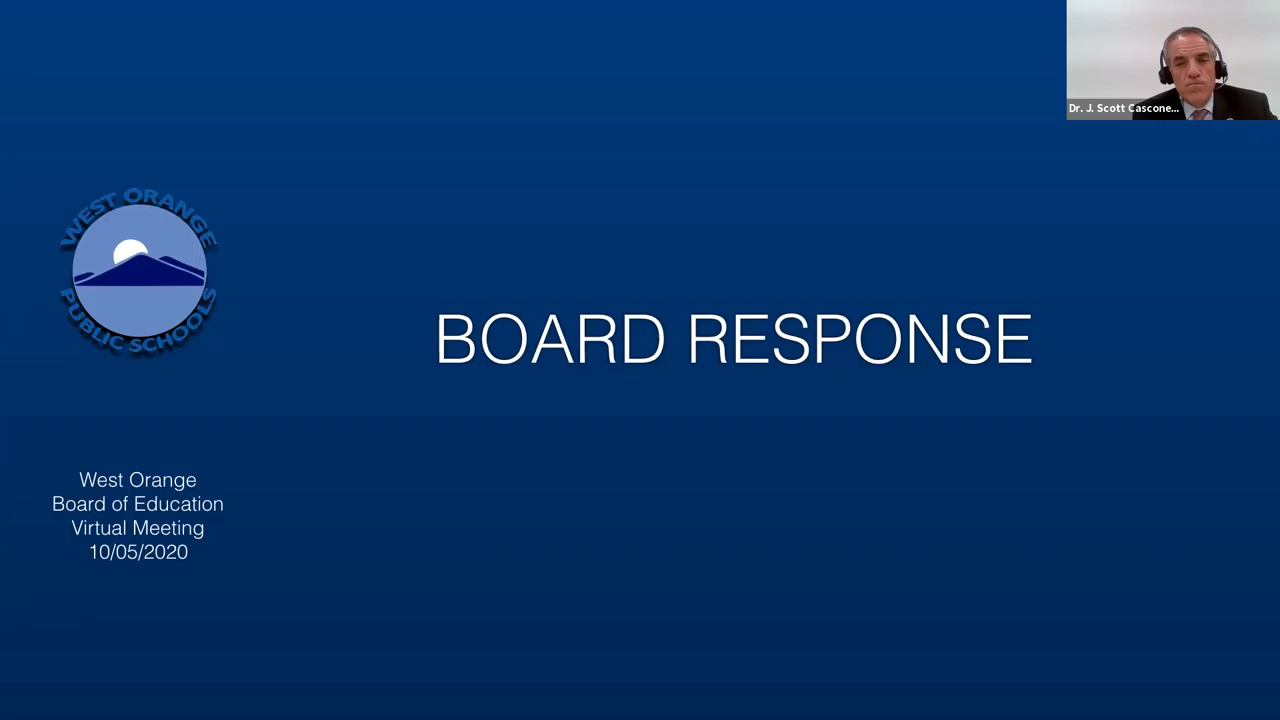 Dr. J. Scott Cascone...
WEST ORANGE
PUBLIC SCHOOLS
BOARD RESPONSE
West Orange
Board of Education
Virtual Meeting
10/05/2020